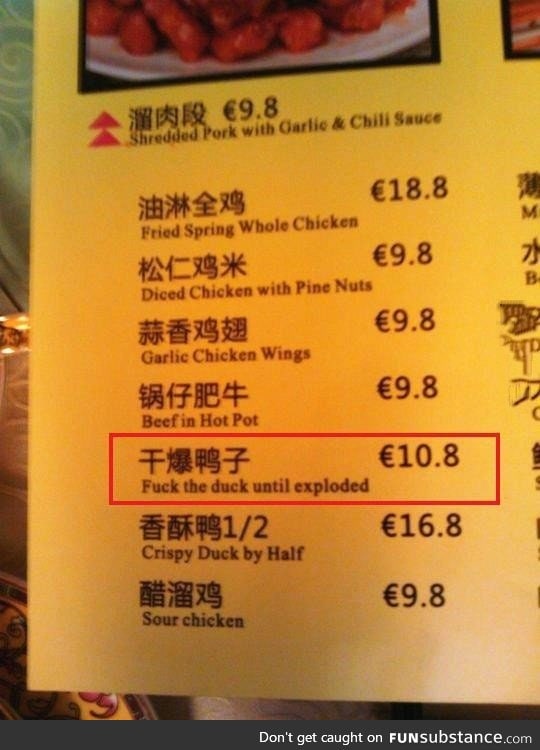 溜肉段 €9.8
Shredded Pork with Garlic & Chili Sauce
油淋全鸡 €18.8
Fried Spring Whole Chicken
松仁鸡米 €9.8
Diced Chicken with Pine Nuts
蒜香鸡翅 €9.8
Garlic Chicken Wings
锅仔肥牛 €9.8
Beef in Hot Pot
干爆鸭子 €10.8
Fuck the duck until exploded
香酥鸭1/2 €16.8
Crispy Duck by Half
醋溜鸡 €9.8
Sour chicken
Don't get caught on FUNsubstance.com